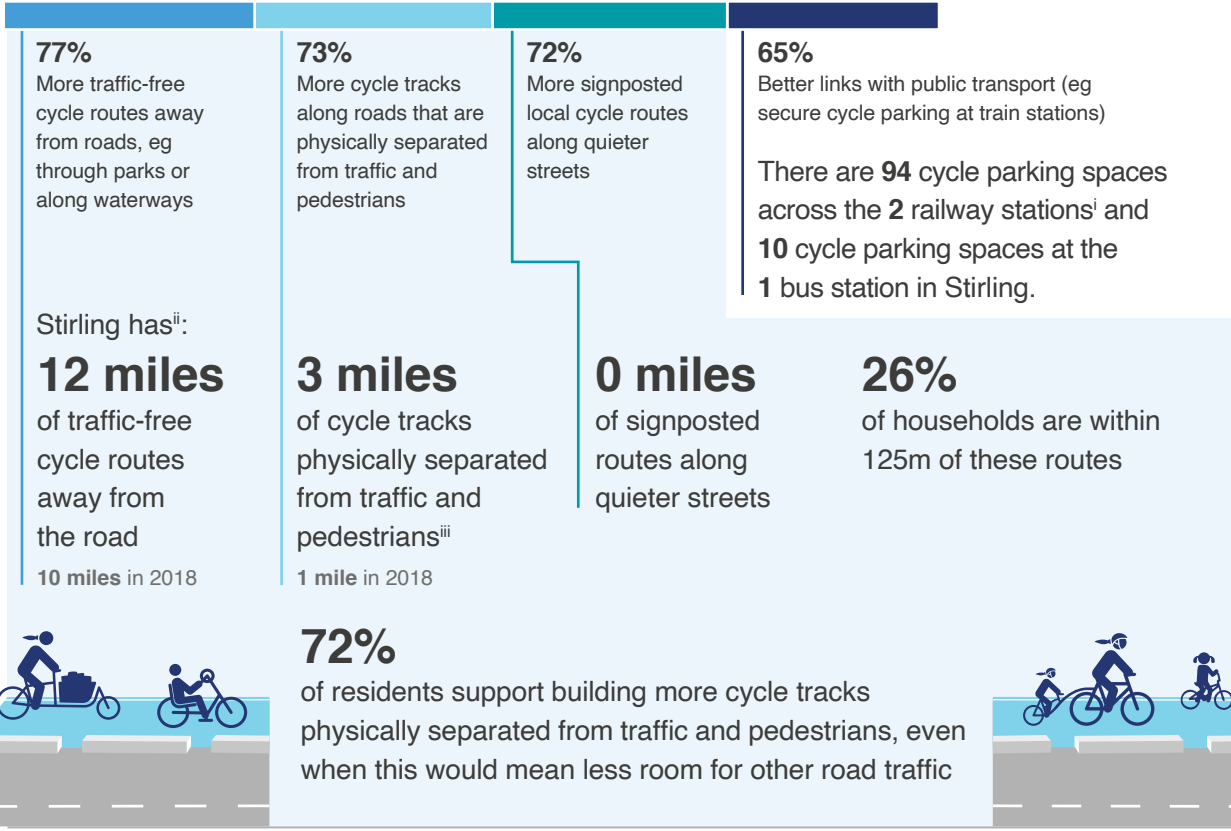 77%
More traffic-free
cycle routes away
from roads, eg
through parks or
along waterways
73%
More cycle tracks
along roads that are
physically separated
from traffic and
pedestrians
72%
More signposted
local cycle routes
along quieter
streets
65%
Better links with public transport (eg
secure cycle parking at train stations)
There are 94 cycle parking spaces
across the 2 railway stationsⁱ and
10 cycle parking spaces at the
1 bus station in Stirling.
Stirling hasⁱⁱ:
12 miles
of traffic-free
cycle routes
away from
the road
10 miles in 2018
3 miles
of cycle tracks
physically separated
from traffic and
pedestriansⁱⁱⁱ
1 mile in 2018
0 miles
of signposted
routes along
quieter streets
26%
of households are within
125m of these routes
72%
of residents support building more cycle tracks
physically separated from traffic and pedestrians, even
when this would mean less room for other road traffic